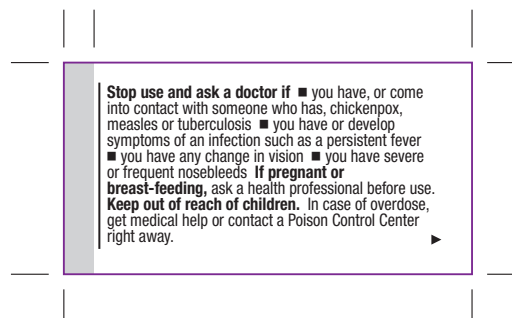 Stop use and ask a doctor if ■ you have, or come
into contact with someone who has, chickenpox,
measles or tuberculosis ■ you have or develop
symptoms of an infection such as a persistent fever
■ you have any change in vision ■ you have severe
or frequent nosebleeds If pregnant or
breast-feeding, ask a health professional before use.
Keep out of reach of children. In case of overdose,
get medical help or contact a Poison Control Center
right away. ►